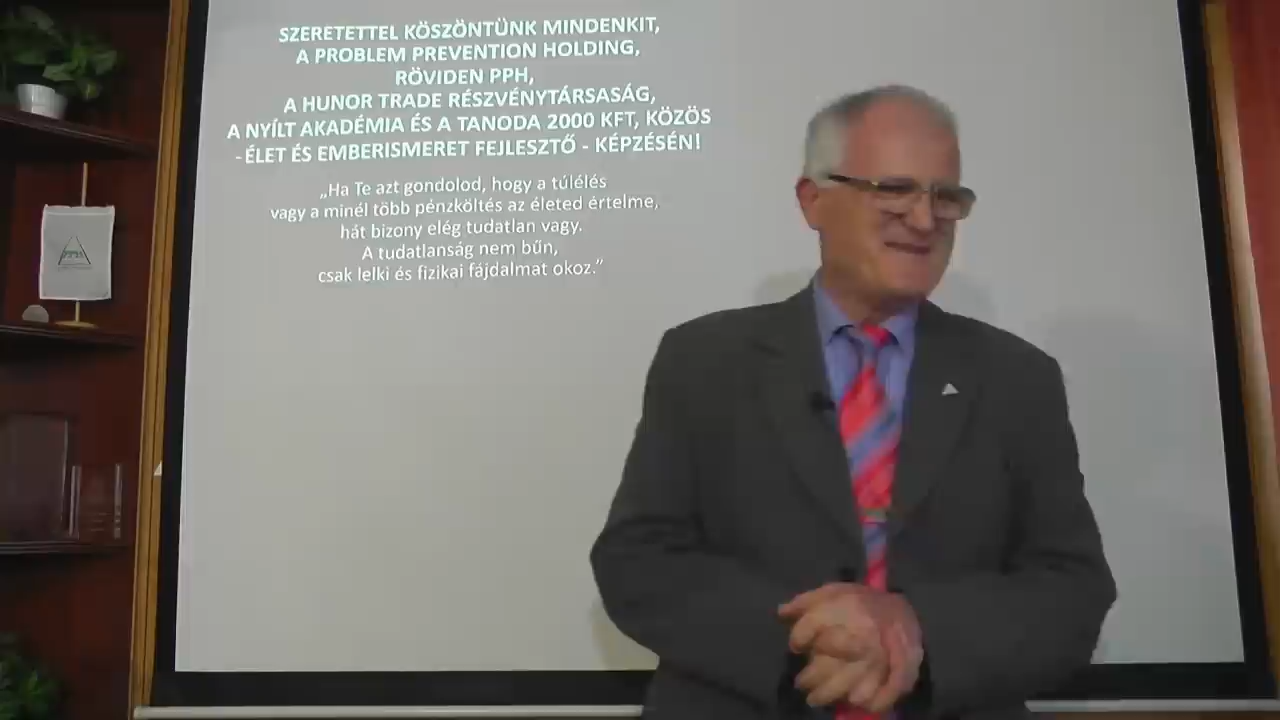 SZERETETTEL KÖSZÖNTÜNK MINDENKIT,
A PROBLEM PREVENTION HOLDING,
RÖVIDEN PPH,
A HUNOR TRADE RÉSZVÉNYTÁRSASÁG,
A NYÍLT AKADÉMIA ÉS A TANODA 2000 KFT, KÖZÖS
-ÉLET ÉS EMBERISMERET FEJLESZTŐ - KÉPZÉSÉN!
„Ha Te azt gondolod, hogy a túlélés
vagy a minél több pénzköltés az életed értelme,
hát bizony elég tudatlan vagy.
A tudatlanság nem bűn,
csak lelki és fizikai fájdalmat okoz.”